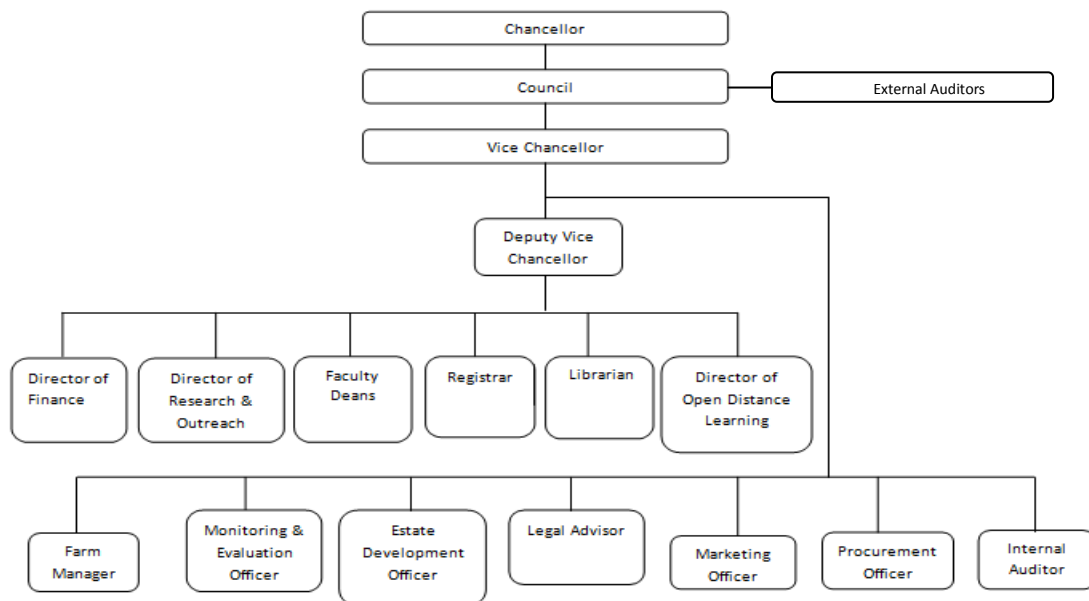 Chancellor
Council
External Auditors
Vice Chancellor
Deputy Vice
Chancellor
Director of
Finance
Director of
Research &
Outreach
Faculty
Deans
Registrar
Librarian
Director of
Open Distance
Learning
Farm
Manager
Monitoring &
Evaluation
Officer
Estate
Development
Officer
Legal Advisor
Marketing
Officer
Procurement
Officer
Internal
Auditor